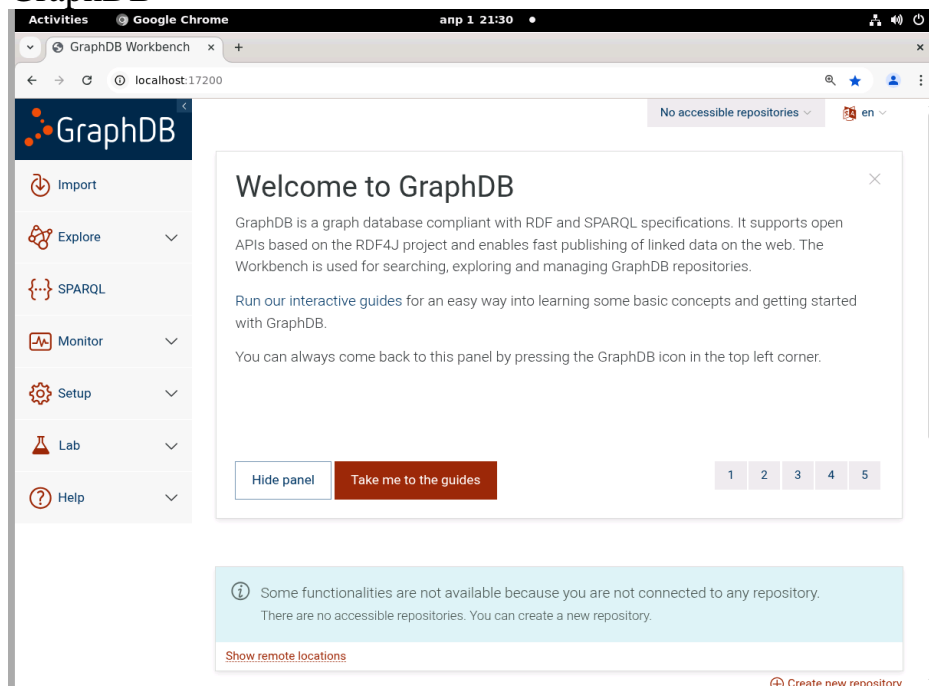 GraphDB
Activities Google Chrome апр 1 21:30
GraphDB Workbench
localhost:17200
GraphDB
No accessible repositories en
Import
Explore
SPARQL
Monitor
Setup
Lab
Help
Welcome to GraphDB
GraphDB is a graph database compliant with RDF and SPARQL specifications. It supports open
APIs based on the RDF4J project and enables fast publishing of linked data on the web. The
Workbench is used for searching, exploring and managing GraphDB repositories.
Run our interactive guides for an easy way into learning some basic concepts and getting started
with GraphDB.
You can always come back to this panel by pressing the GraphDB icon in the top left corner.
Hide panel Take me to the guides 1 2 3 4 5
Some functionalities are not available because you are not connected to any repository.
There are no accessible repositories. You can create a new repository.
Show remote locations
Create new repository